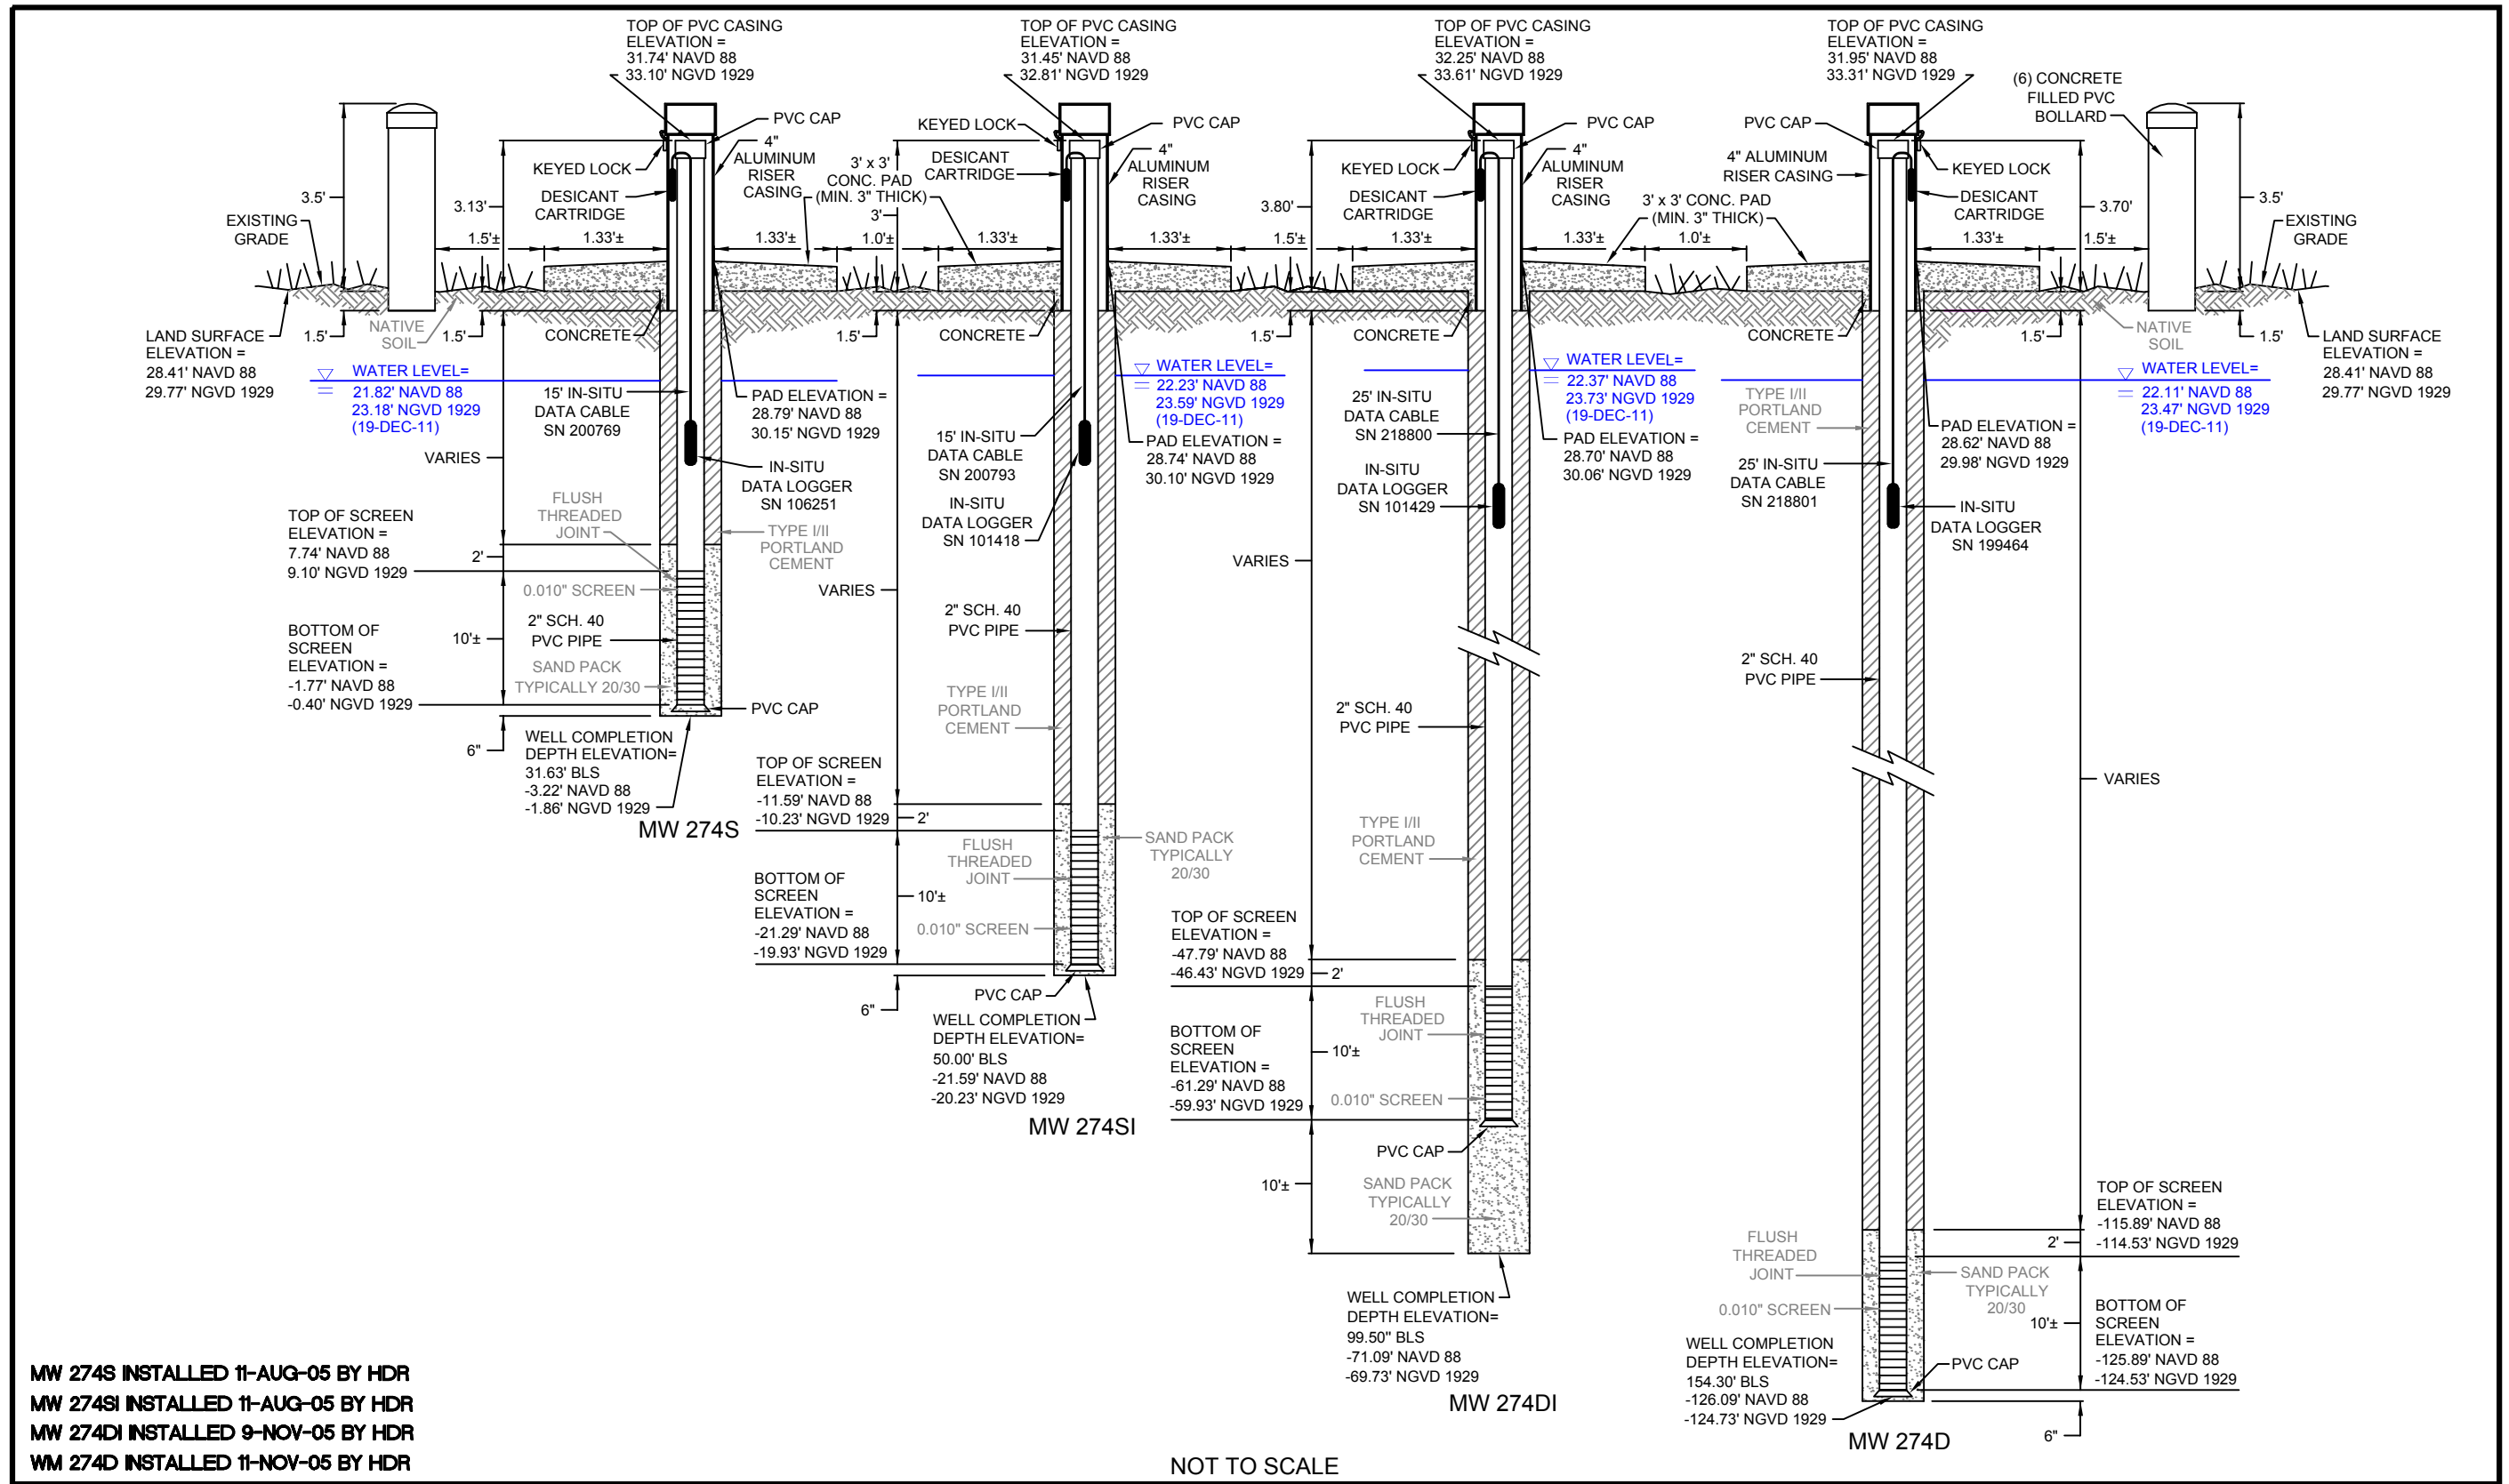 TOP OF PVC CASING
ELEVATION =
31.74' NAVD 88
33.10' NGVD 1929
TOP OF PVC CASING
ELEVATION =
31.45' NAVD 88
32.81' NGVD 1929
TOP OF PVC CASING
ELEVATION =
32.25' NAVD 88
33.61' NGVD 1929
TOP OF PVC CASING
ELEVATION =
31.95' NAVD 88
33.31' NGVD 1929
(6) CONCRETE
FILLED PVC
BOLLARD
3.5'
EXISTING
GRADE
1.5'±
3.13'
KEYED LOCK
DESICANT
CARTRIDGE
1.33'±
PVC CAP
4"
ALUMINUM
RISER
CASING
1.33'±
3' x 3'
CONC. PAD
(MIN. 3" THICK)
3'
1.0'±
KEYED LOCK
DESICANT
CARTRIDGE
1.33'±
PVC CAP
4"
ALUMINUM
RISER
CASING
1.33'±
1.5'±
3.80'
KEYED LOCK
DESICANT
CARTRIDGE
1.33'±
PVC CAP
4"
ALUMINUM
RISER
CASING
1.33'±
3' x 3' CONC. PAD
(MIN. 3" THICK)
1.0'±
PVC CAP
4" ALUMINUM
RISER CASING
KEYED LOCK
DESICANT
CARTRIDGE
1.33'±
3.70'
1.5'±
3.5'
EXISTING
GRADE
LAND SURFACE
ELEVATION =
28.41' NAVD 88
29.77' NGVD 1929
1.5'
NATIVE
SOIL
1.5'
CONCRETE
WATER LEVEL=
21.82' NAVD 88
23.18' NGVD 1929
(19-DEC-11)
15' IN-SITU
DATA CABLE
SN 200769
PAD ELEVATION =
28.79' NAVD 88
30.15' NGVD 1929
VARIES
IN-SITU
DATA LOGGER
SN 106251
FLUSH
THREADED
JOINT
TYPE I/II
PORTLAND
CEMENT
TOP OF SCREEN
ELEVATION =
7.74' NAVD 88
9.10' NGVD 1929
2'
0.010" SCREEN
2" SCH. 40
PVC PIPE
10'±
BOTTOM OF
SCREEN
ELEVATION =
-1.77' NAVD 88
-0.40' NGVD 1929
SAND PACK
TYPICALLY 20/30
PVC CAP
6"
WELL COMPLETION
DEPTH ELEVATION=
31.63' BLS
-3.22' NAVD 88
-1.86' NGVD 1929
MW 274S
1.5'
CONCRETE
WATER LEVEL=
22.23' NAVD 88
23.59' NGVD 1929
(19-DEC-11)
PAD ELEVATION =
28.74' NAVD 88
30.10' NGVD 1929
15' IN-SITU
DATA CABLE
SN 200793
IN-SITU
DATA LOGGER
SN 101418
VARIES
2" SCH. 40
PVC PIPE
TYPE I/II
PORTLAND
CEMENT
TOP OF SCREEN
ELEVATION =
-11.59' NAVD 88
-10.23' NGVD 1929
2'
FLUSH
THREADED
JOINT
SAND PACK
TYPICALLY
20/30
BOTTOM OF
SCREEN
ELEVATION =
-21.29' NAVD 88
-19.93' NGVD 1929
10'±
0.010" SCREEN
PVC CAP
6"
WELL COMPLETION
DEPTH ELEVATION=
50.00' BLS
-21.59' NAVD 88
-20.23' NGVD 1929
MW 274SI
1.5'
CONCRETE
WATER LEVEL=
22.37' NAVD 88
23.73' NGVD 1929
(19-DEC-11)
PAD ELEVATION =
28.70' NAVD 88
30.06' NGVD 1929
25' IN-SITU
DATA CABLE
SN 218800
IN-SITU
DATA LOGGER
SN 101429
VARIES
2" SCH. 40
PVC PIPE
TYPE I/II
PORTLAND
CEMENT
TOP OF SCREEN
ELEVATION =
-47.79' NAVD 88
-46.43' NGVD 1929
2'
FLUSH
THREADED
JOINT
BOTTOM OF
SCREEN
ELEVATION =
-61.29' NAVD 88
-59.93' NGVD 1929
10'±
0.010" SCREEN
PVC CAP
10'±
SAND PACK
TYPICALLY
20/30
WELL COMPLETION
DEPTH ELEVATION=
99.50" BLS
-71.09' NAVD 88
-69.73' NGVD 1929
MW 274DI
CONCRETE
1.5'
NATIVE
SOIL
1.5'
LAND SURFACE
ELEVATION =
28.41' NAVD 88
29.77' NGVD 1929
WATER LEVEL=
22.11' NAVD 88
23.47' NGVD 1929
(19-DEC-11)
TYPE I/II
PORTLAND
CEMENT
PAD ELEVATION =
28.62' NAVD 88
29.98' NGVD 1929
25' IN-SITU
DATA CABLE
SN 218801
IN-SITU
DATA LOGGER
SN 199464
2" SCH. 40
PVC PIPE
VARIES
TOP OF SCREEN
ELEVATION =
-115.89' NAVD 88
-114.53' NGVD 1929
2'
FLUSH
THREADED
JOINT
SAND PACK
TYPICALLY
20/30
0.010" SCREEN
10'±
BOTTOM OF
SCREEN
ELEVATION =
-125.89' NAVD 88
-124.53' NGVD 1929
PVC CAP
6"
WELL COMPLETION
DEPTH ELEVATION=
154.30' BLS
-126.09' NAVD 88
-124.73' NGVD 1929
MW 274D
MW 274S INSTALLED 11-AUG-05 BY HDR
MW 274SI INSTALLED 11-AUG-05 BY HDR
MW 274DI INSTALLED 9-NOV-05 BY HDR
WM 274D INSTALLED 11-NOV-05 BY HDR
NOT TO SCALE